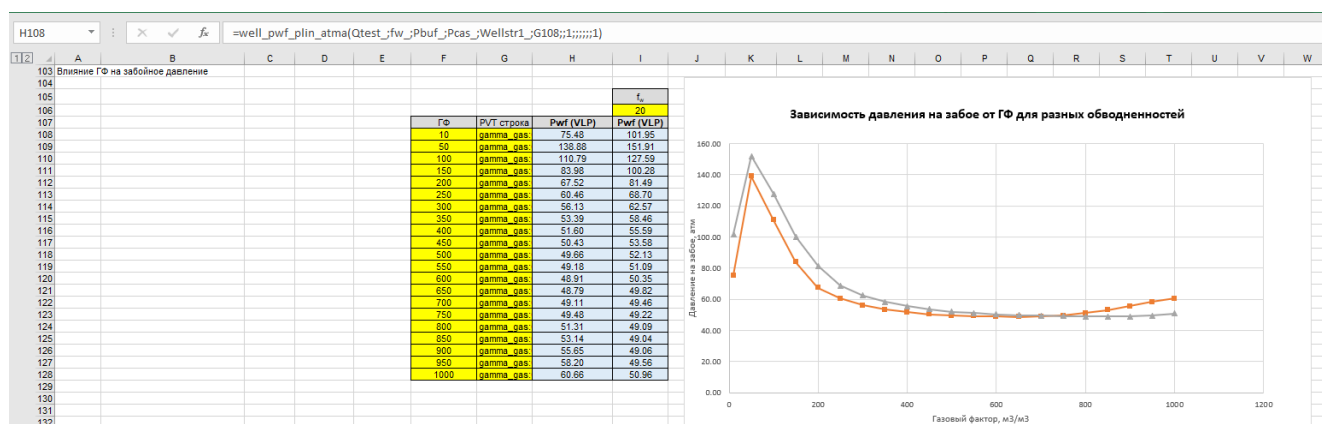 H108 fx =well_pwf_plin_atma(Qtest_;fw_;Pbuf_;Pcas_;Wellstr1_;G108;;1;;;;;;1)
1 2 A B C D E F G H I J K L M N O P Q R S T U V W
103 Влияние ГФ на забойное давление
104
105 fw
106 20
107 ГФ PVT строка Pwf (VLP) Pwf (VLP)
108 10 gamma_gas: 75.48 101.95
109 50 gamma_gas: 138.88 151.91
110 100 gamma_gas: 110.79 127.59
111 150 gamma_gas: 83.98 100.28
112 200 gamma_gas: 67.52 81.49
113 250 gamma_gas: 60.46 68.70
114 300 gamma_gas: 56.13 62.57
115 350 gamma_gas: 53.39 58.46
116 400 gamma_gas: 51.60 55.59
117 450 gamma_gas: 50.43 53.58
118 500 gamma_gas: 49.66 52.13
119 550 gamma_gas: 49.18 51.09
120 600 gamma_gas: 48.91 50.35
121 650 gamma_gas: 48.79 49.82
122 700 gamma_gas: 49.11 49.46
123 750 gamma_gas: 49.48 49.22
124 800 gamma_gas: 51.31 49.09
125 850 gamma_gas: 53.14 49.04
126 900 gamma_gas: 55.65 49.06
127 950 gamma_gas: 58.20 49.56
128 1000 gamma_gas: 60.66 50.96
129
130
131
132
Зависимость давления на забое от ГФ для разных обводненностей
160.00
140.00
120.00
100.00
80.00
60.00
40.00
20.00
0.00
Давление на забое, атм
0 200 400 600 800 1000 1200
Газовый фактор, м3/м3